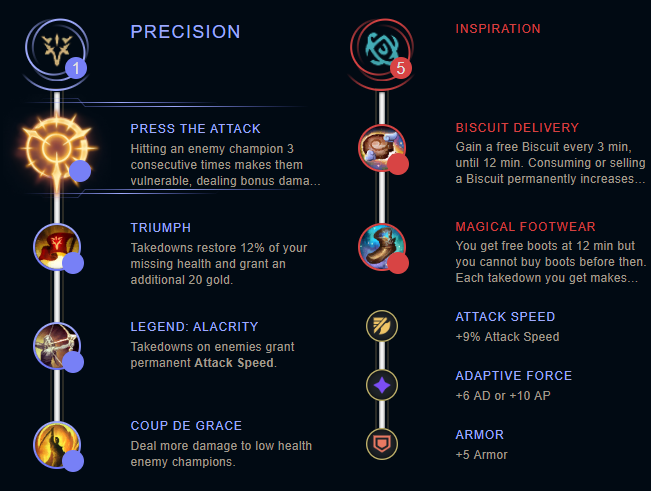 PRECISION
1
PRESS THE ATTACK
Hitting an enemy champion 3
consecutive times makes them
vulnerable, dealing bonus dama...
TRIUMPH
Takedowns restore 12% of your
missing health and grant an
additional 20 gold.
LEGEND: ALACRITY
Takedowns on enemies grant
permanent Attack Speed.
COUP DE GRACE
Deal more damage to low health
enemy champions.
INSPIRATION
5
BISCUIT DELIVERY
Gain a free Biscuit every 3 min,
until 12 min. Consuming or selling
a Biscuit permanently increases...
MAGICAL FOOTWEAR
You get free boots at 12 min but
you cannot buy boots before then.
Each takedown you get makes...
ATTACK SPEED
+9% Attack Speed
ADAPTIVE FORCE
+6 AD or +10 AP
ARMOR
+5 Armor